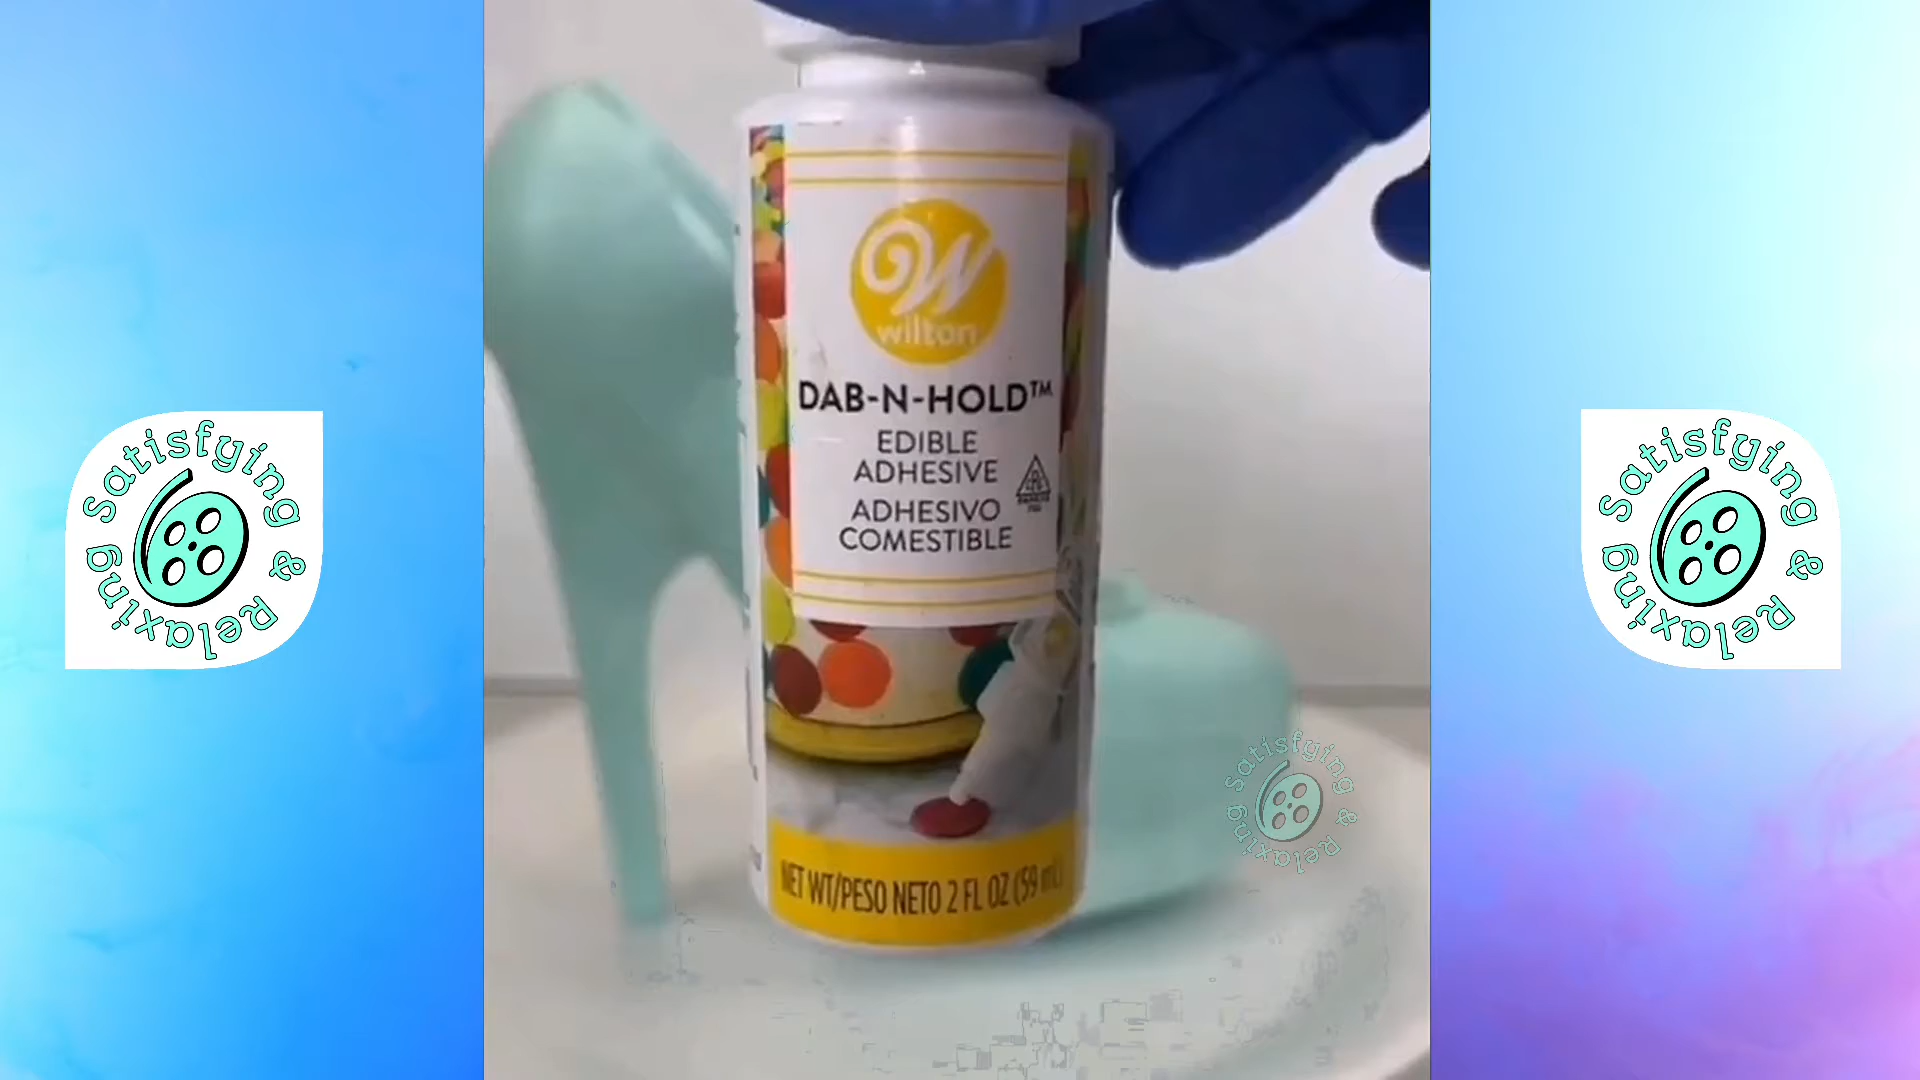 Satisfying & Relaxing
wilton
DAB-N-HOLD™
EDIBLE
ADHESIVE
ADHESIVO
COMESTIBLE
NET WT/PESO NETO 2 FL OZ (59 mL)
Satisfying & Relaxing
Satisfying & Relaxing